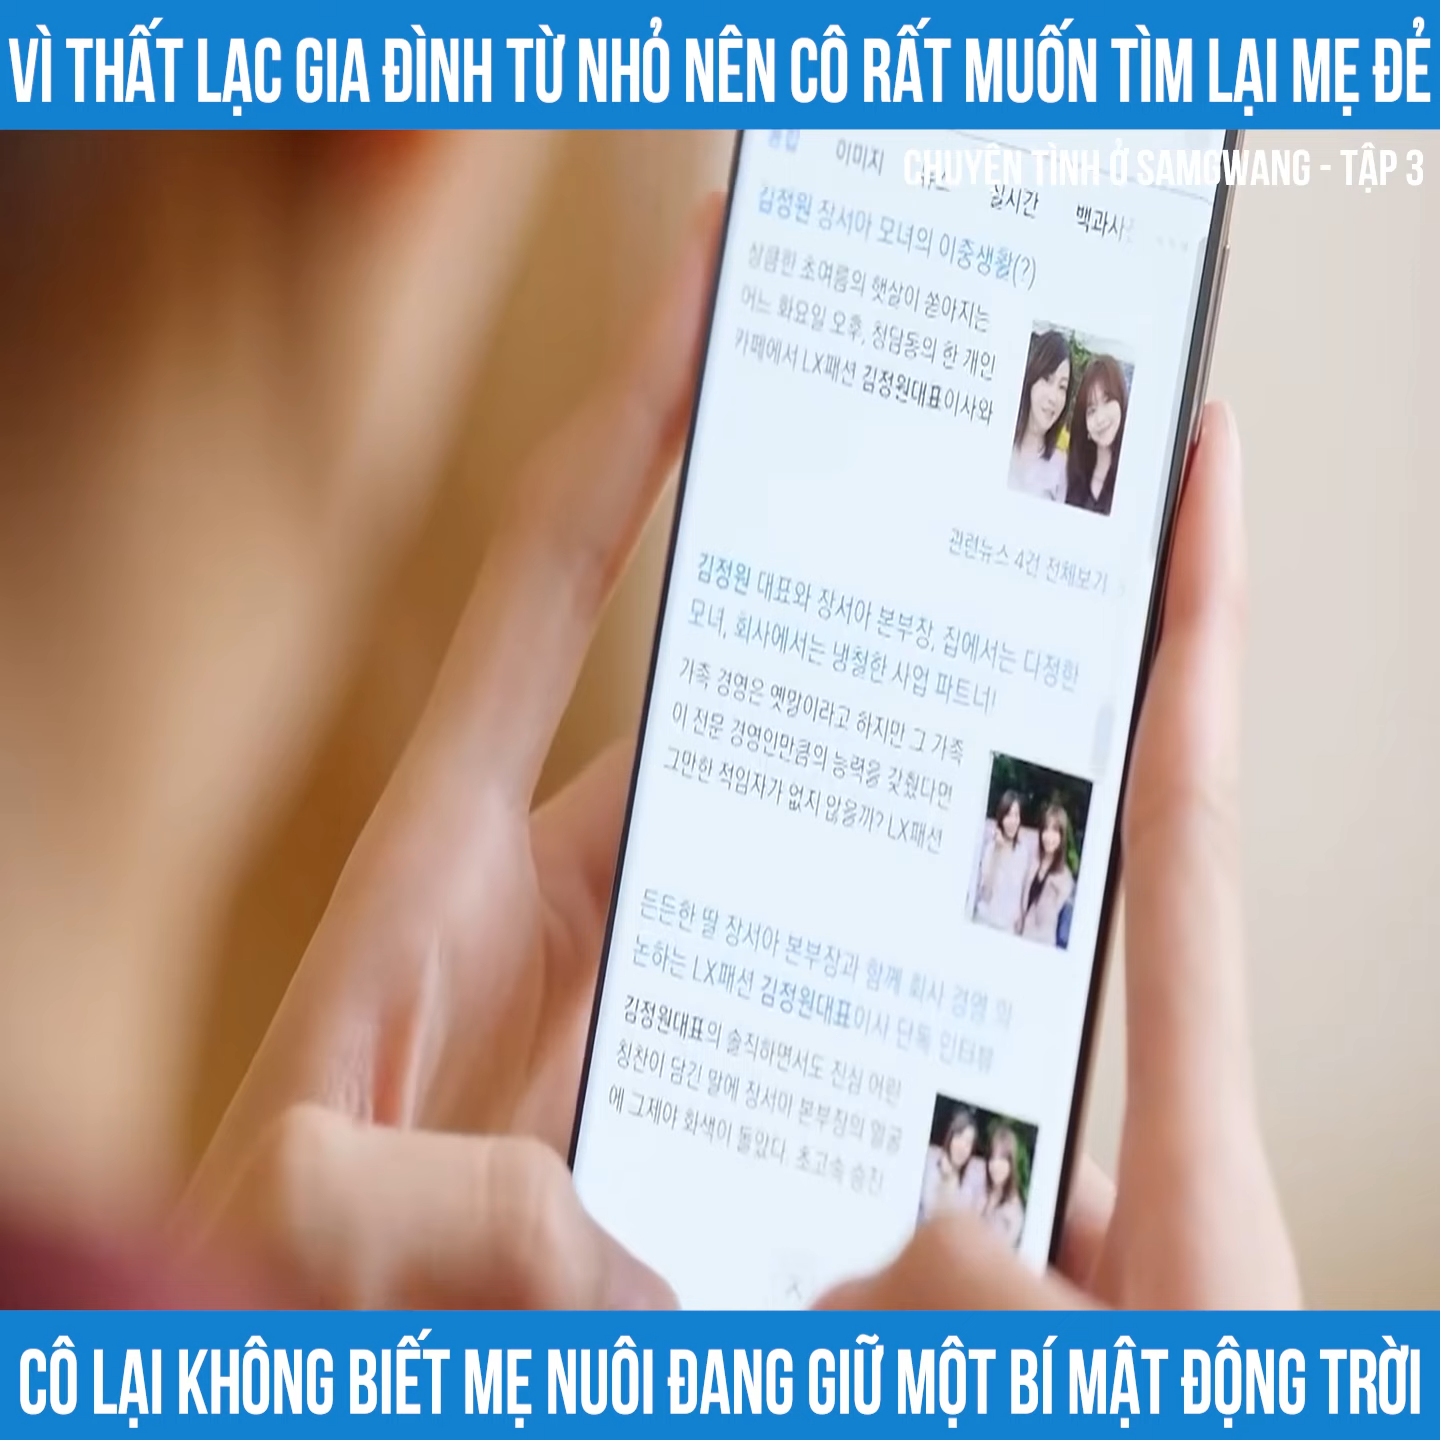 VÌ THẤT LẠC GIA ĐÌNH TỪ NHỎ NÊN CÔ RẤT MUỐN TÌM LẠI MẸ ĐẺ
CHUYỆN TÌNH Ở SAMGWANG - TẬP 3
통합 이미지 뉴스 실시간 백과사전
김정원 장서아 모녀의 이중생활(?)
상큼한 초여름의 햇살이 쏟아지는
어느 화요일 오후, 청담동의 한 개인
카페에서 LX패션 김정원대표이사와
관련뉴스 4건 전체보기 >
김정원 대표와 장서아 본부장, 집에서는 다정한
모녀, 회사에서는 냉철한 사업 파트너!
가족 경영은 옛말이라고 하지만 그 가족
이 전문 경영인만큼의 능력을 갖췄다면
그만한 적임자가 없지 않을까? LX패션
든든한 딸 장서아 본부장과 함께 회사 경영 의
논하는 LX패션 김정원대표이사 단독 인터뷰
김정원대표의 솔직하면서도 진심 어린
칭찬이 담긴 말에 장서아 본부장의 얼굴
에 그제야 화색이 돌았다. 초고속 승진
CÔ LẠI KHÔNG BIẾT MẸ NUÔI ĐANG GIỮ MỘT BÍ MẬT ĐỘNG TRỜI